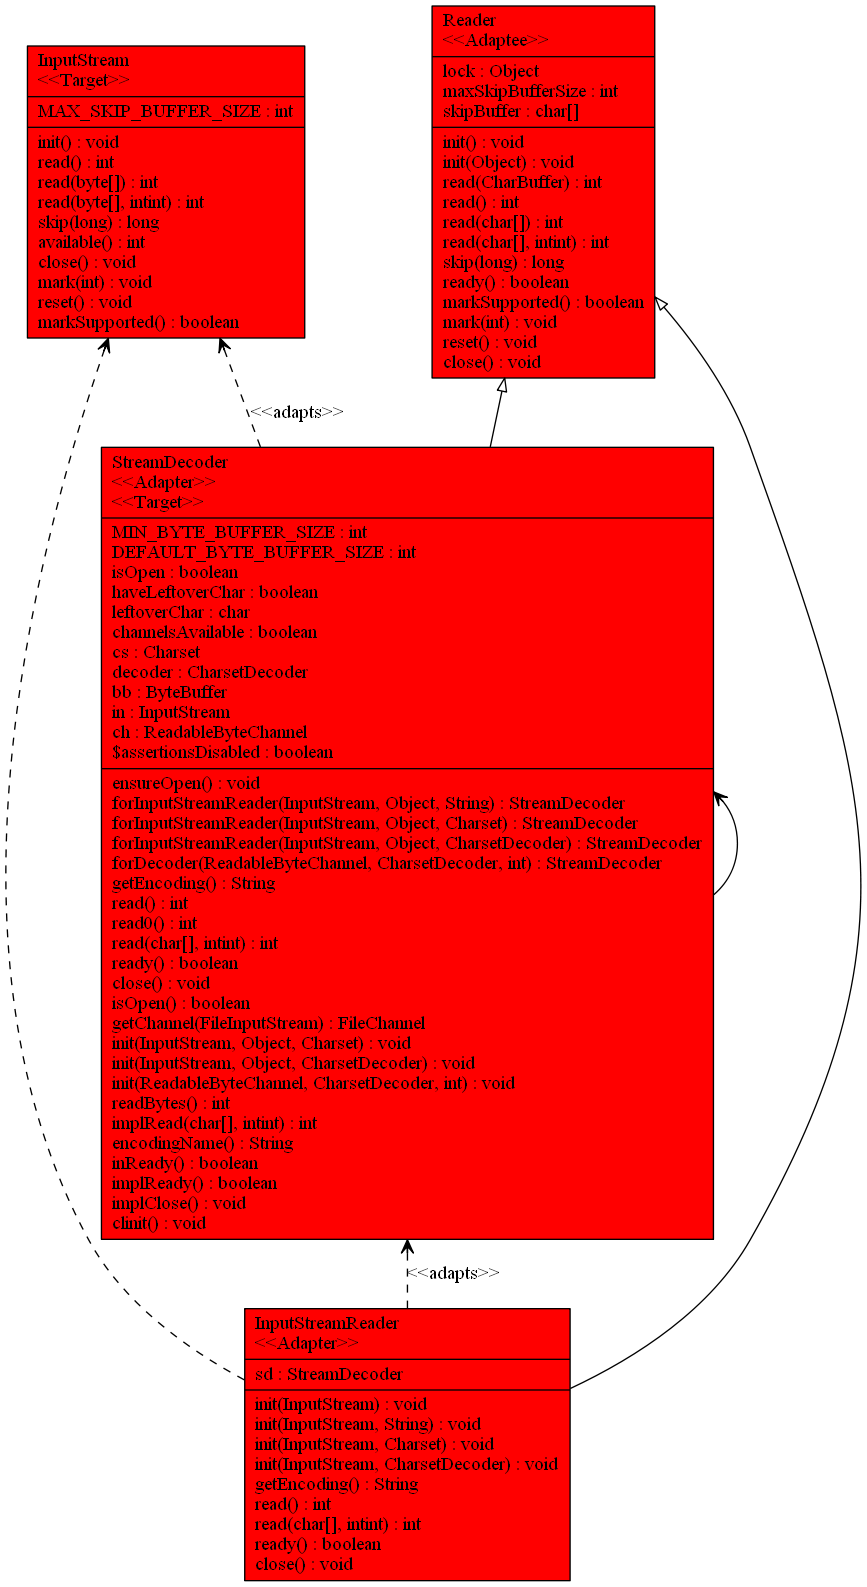 InputStream
<<Target>>
MAX_SKIP_BUFFER_SIZE : int
init() : void
read() : int
read(byte[]) : int
read(byte[], intint) : int
skip(long) : long
available() : int
close() : void
mark(int) : void
reset() : void
markSupported() : boolean
Reader
<<Adaptee>>
lock : Object
maxSkipBufferSize : int
skipBuffer : char[]
init() : void
init(Object) : void
read(CharBuffer) : int
read() : int
read(char[]) : int
read(char[], intint) : int
skip(long) : long
ready() : boolean
markSupported() : boolean
mark(int) : void
reset() : void
close() : void
<<adapts>>
StreamDecoder
<<Adapter>>
<<Target>>
MIN_BYTE_BUFFER_SIZE : int
DEFAULT_BYTE_BUFFER_SIZE : int
isOpen : boolean
haveLeftoverChar : boolean
leftoverChar : char
channelsAvailable : boolean
cs : Charset
decoder : CharsetDecoder
bb : ByteBuffer
in : InputStream
ch : ReadableByteChannel
$assertionsDisabled : boolean
ensureOpen() : void
forInputStreamReader(InputStream, Object, String) : StreamDecoder
forInputStreamReader(InputStream, Object, Charset) : StreamDecoder
forInputStreamReader(InputStream, Object, CharsetDecoder) : StreamDecoder
forDecoder(ReadableByteChannel, CharsetDecoder, int) : StreamDecoder
getEncoding() : String
read() : int
read0() : int
read(char[], intint) : int
ready() : boolean
close() : void
isOpen() : boolean
getChannel(FileInputStream) : FileChannel
init(InputStream, Object, Charset) : void
init(InputStream, Object, CharsetDecoder) : void
init(ReadableByteChannel, CharsetDecoder, int) : void
readBytes() : int
implRead(char[], intint) : int
encodingName() : String
inReady() : boolean
implReady() : boolean
implClose() : void
clinit() : void
<<adapts>>
InputStreamReader
<<Adapter>>
sd : StreamDecoder
init(InputStream) : void
init(InputStream, String) : void
init(InputStream, Charset) : void
init(InputStream, CharsetDecoder) : void
getEncoding() : String
read() : int
read(char[], intint) : int
ready() : boolean
close() : void